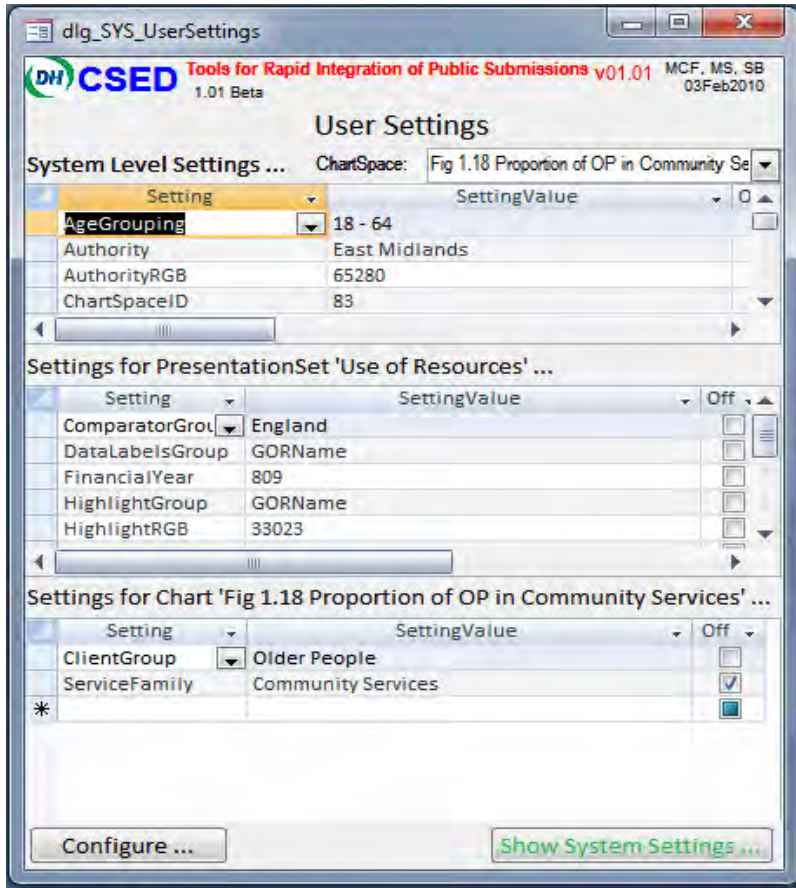 dlg_SYS_UserSettings
DH CSED Tools for Rapid Integration of Public Submissions v01.01 MCF, MS, SB
1.01 Beta 03Feb2010
User Settings
System Level Settings ... ChartSpace: Fig 1.18 Proportion of OP in Community Se
Setting SettingValue O
AgeGrouping 18 - 64
Authority East Midlands
AuthorityRGB 65280
ChartSpaceID 83
Settings for PresentationSet 'Use of Resources' ...
Setting SettingValue Off
ComparatorGrou England
DataLabelsGroup GORName
FinancialYear 809
HighlightGroup GORName
HighlightRGB 33023
Settings for Chart 'Fig 1.18 Proportion of OP in Community Services' ...
Setting SettingValue Off
ClientGroup Older People
ServiceFamily Community Services
*
Configure ... Show System Settings ...